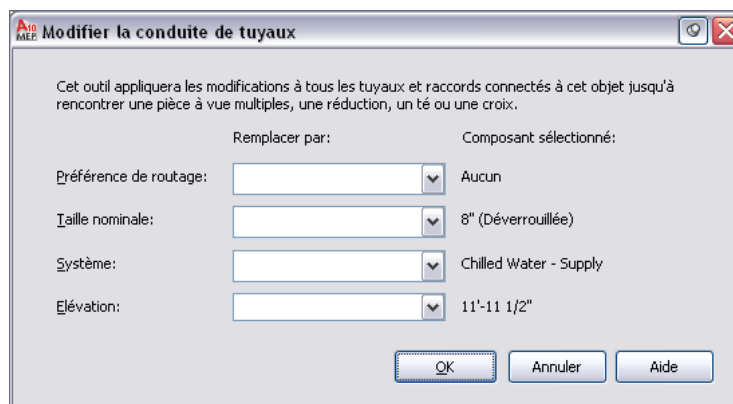 A10 MEP Modifier la conduite de tuyaux
Cet outil appliquera les modifications à tous les tuyaux et raccords connectés à cet objet jusqu'à
rencontrer une pièce à vue multiples, une réduction, un té ou une croix.
Remplacer par: Composant sélectionné:
Préférence de routage: Aucun
Taille nominale: 8" (Déverrouillée)
Système: Chilled Water - Supply
Elévation: 11'-11 1/2"
OK Annuler Aide